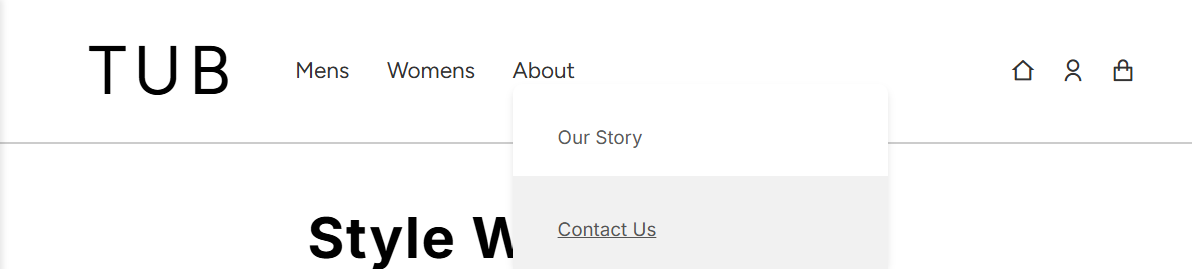 TUB Mens Womens About
Our Story
Contact Us
Style